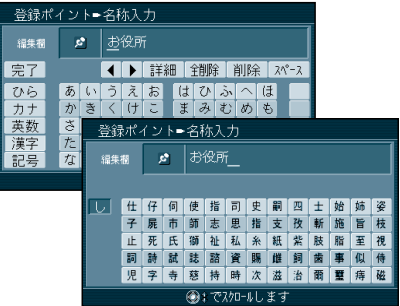 登録ポイント➨名称入力
編集欄 お役所
完了 ◀ ▶ 詳細 全削除 削除 スペース
ひら あ い う え お は ひ ふ へ ほ
カナ か き く け こ ま み む め も
英数 さ
漢字 た
記号 な
登録ポイント➨名称入力
編集欄 お役所_
し 仕 仔 伺 使 指 司 史 嗣 四 士 始 姉 姿
子 屍 市 師 志 思 指 支 孜 斯 施 旨 枝
止 死 氏 獅 祉 私 糸 紙 紫 肢 脂 至 視
詞 詩 試 誌 諮 資 賜 雌 飼 歯 事 似 侍
児 字 寺 慈 持 時 次 滋 治 爾 璽 痔 磁
:でスクロールします